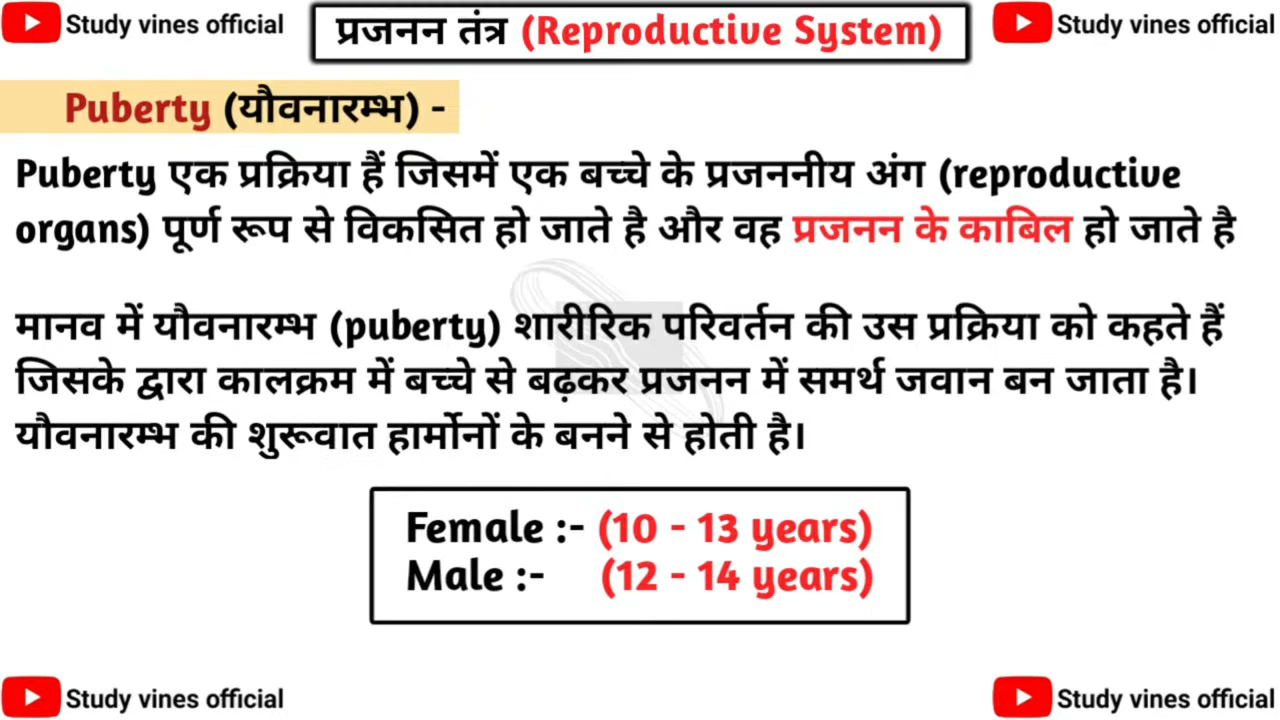 Study vines official
प्रजनन तंत्र (Reproductive System)
Study vines official
Puberty (यौवनारम्भ) -
Puberty एक प्रक्रिया हैं जिसमें एक बच्चे के प्रजननीय अंग (reproductive
organs) पूर्ण रूप से विकसित हो जाते है और वह प्रजनन के काबिल हो जाते है
मानव में यौवनारम्भ (puberty) शारीरिक परिवर्तन की उस प्रक्रिया को कहते हैं
जिसके द्वारा कालक्रम में बच्चे से बढ़कर प्रजनन में समर्थ जवान बन जाता है।
यौवनारम्भ की शुरूवात हार्मोनों के बनने से होती है।
Female :- (10 - 13 years)
Male :- (12 - 14 years)
Study vines official
Study vines official